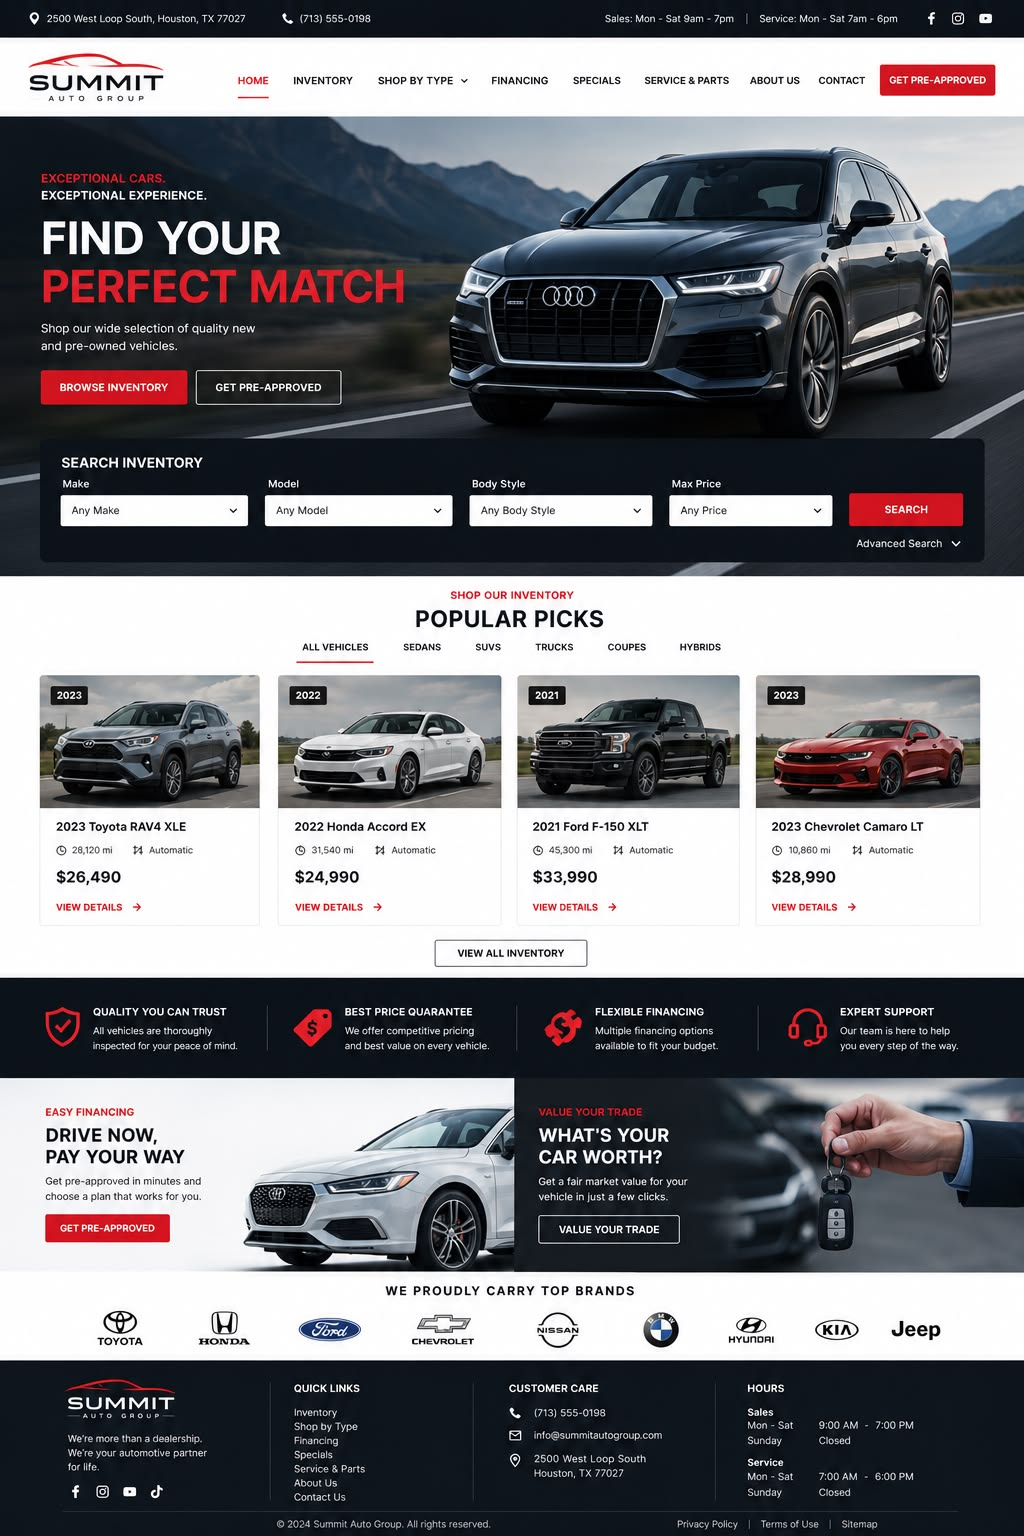 2500 West Loop South, Houston, TX 77027
(713) 555-0198
Sales: Mon - Sat 9am - 7pm
Service: Mon - Sat 7am - 6pm
SUMMIT
AUTO GROUP
HOME
INVENTORY
SHOP BY TYPE
FINANCING
SPECIALS
SERVICE & PARTS
ABOUT US
CONTACT
GET PRE-APPROVED
EXCEPTIONAL CARS.
EXCEPTIONAL EXPERIENCE.
FIND YOUR
PERFECT MATCH
Shop our wide selection of quality new
and pre-owned vehicles.
BROWSE INVENTORY
GET PRE-APPROVED
SEARCH INVENTORY
Make
Model
Body Style
Max Price
Any Make
Any Model
Any Body Style
Any Price
SEARCH
Advanced Search
SHOP OUR INVENTORY
POPULAR PICKS
ALL VEHICLES
SEDANS
SUVS
TRUCKS
COUPES
HYBRIDS
2023
2023 Toyota RAV4 XLE
28,120 mi
Automatic
$26,490
VIEW DETAILS
2022
2022 Honda Accord EX
31,540 mi
Automatic
$24,990
VIEW DETAILS
2021
2021 Ford F-150 XLT
45,300 mi
Automatic
$33,990
VIEW DETAILS
2023
2023 Chevrolet Camaro LT
10,860 mi
Automatic
$28,990
VIEW DETAILS
VIEW ALL INVENTORY
QUALITY YOU CAN TRUST
All vehicles are thoroughly
inspected for your peace of mind.
BEST PRICE QUARANTEE
We offer competitive pricing
and best value on every vehicle.
FLEXIBLE FINANCING
Multiple financing options
available to fit your budget.
EXPERT SUPPORT
Our team is here to help
you every step of the way.
EASY FINANCING
DRIVE NOW,
PAY YOUR WAY
Get pre-approved in minutes and
choose a plan that works for you.
GET PRE-APPROVED
VALUE YOUR TRADE
WHAT'S YOUR
CAR WORTH?
Get a fair market value for your
vehicle in just a few clicks.
VALUE YOUR TRADE
WE PROUDLY CARRY TOP BRANDS
TOYOTA
HONDA
Ford
CHEVROLET
NISSAN
BMW
HYUNDAI
KIA
Jeep
SUMMIT
AUTO GROUP
We're more than a dealership.
We're your automotive partner
for life.
QUICK LINKS
Inventory
Shop by Type
Financing
Specials
Service & Parts
About Us
Contact Us
CUSTOMER CARE
(713) 555-0198
info@summitautogroup.com
2500 West Loop South
Houston, TX 77027
HOURS
Sales
Mon - Sat 9:00 AM - 7:00 PM
Sunday Closed
Service
Mon - Sat 7:00 AM - 6:00 PM
Sunday Closed
© 2024 Summit Auto Group. All rights reserved.
Privacy Policy
Terms of Use
Sitemap